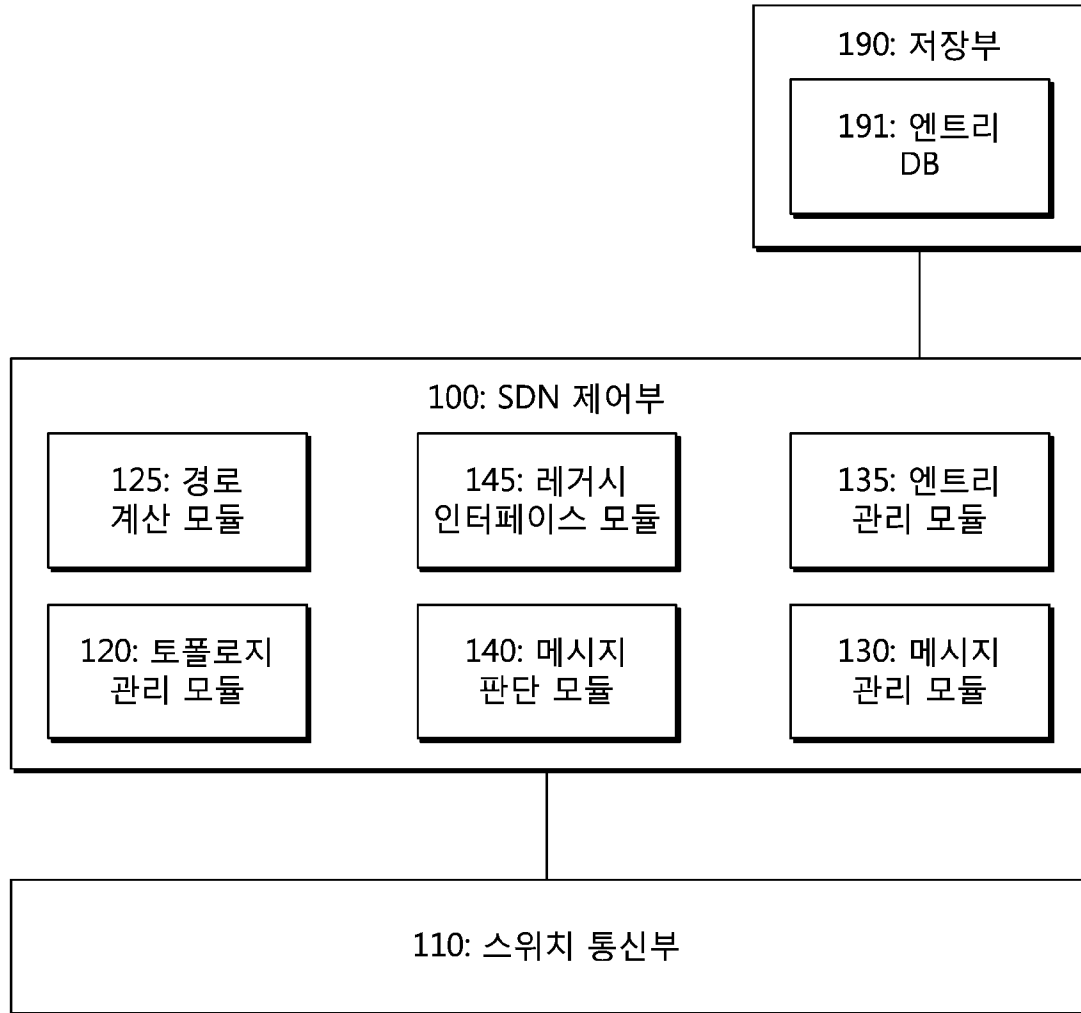 190: 저장부
191: 엔트리
DB
100: SDN 제어부
125: 경로
계산 모듈
145: 레거시
인터페이스 모듈
135: 엔트리
관리 모듈
120: 토폴로지
관리 모듈
140: 메시지
판단 모듈
130: 메시지
관리 모듈
110: 스위치 통신부